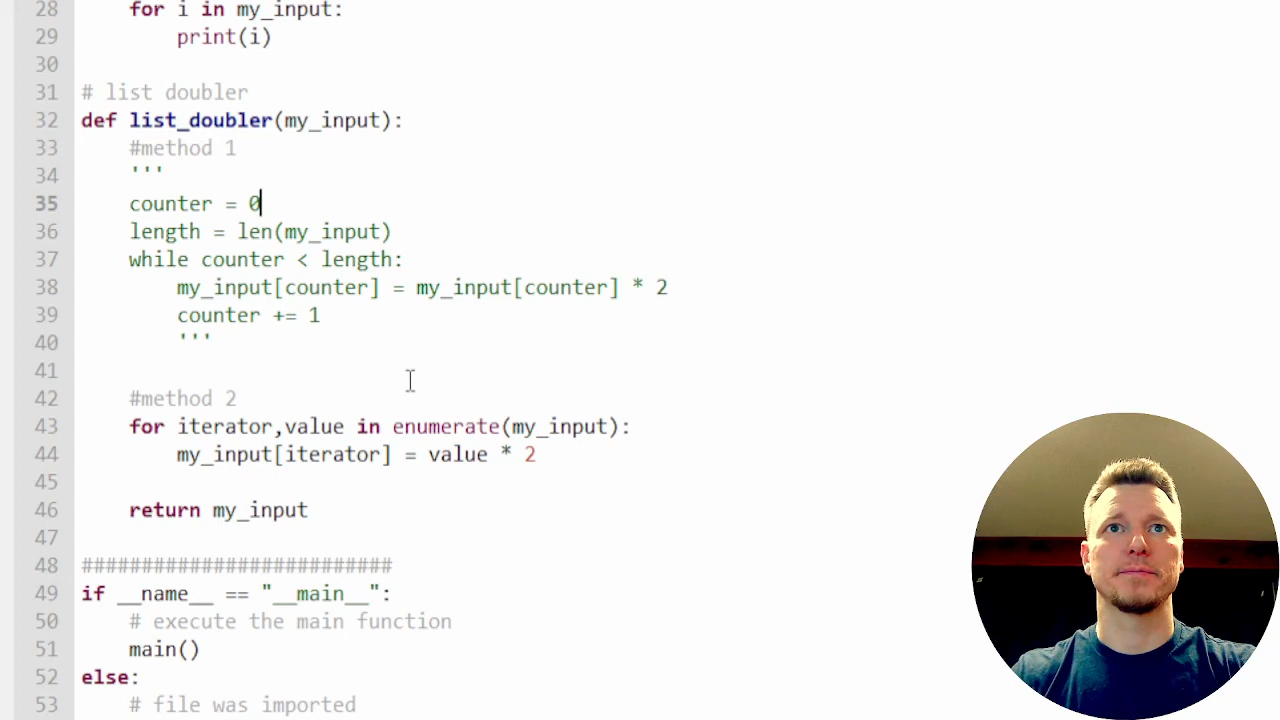 28 for i in my_input:
29 print(i)
30
31 # list doubler
32 def list_doubler(my_input):
33 #method 1
34 '''
35 counter = 0
36 length = len(my_input)
37 while counter < length:
38 my_input[counter] = my_input[counter] * 2
39 counter += 1
40 '''
41
42 #method 2
43 for iterator,value in enumerate(my_input):
44 my_input[iterator] = value * 2
45
46 return my_input
47
48 ##########################
49 if __name__ == "__main__":
50 # execute the main function
51 main()
52 else:
53 # file was imported